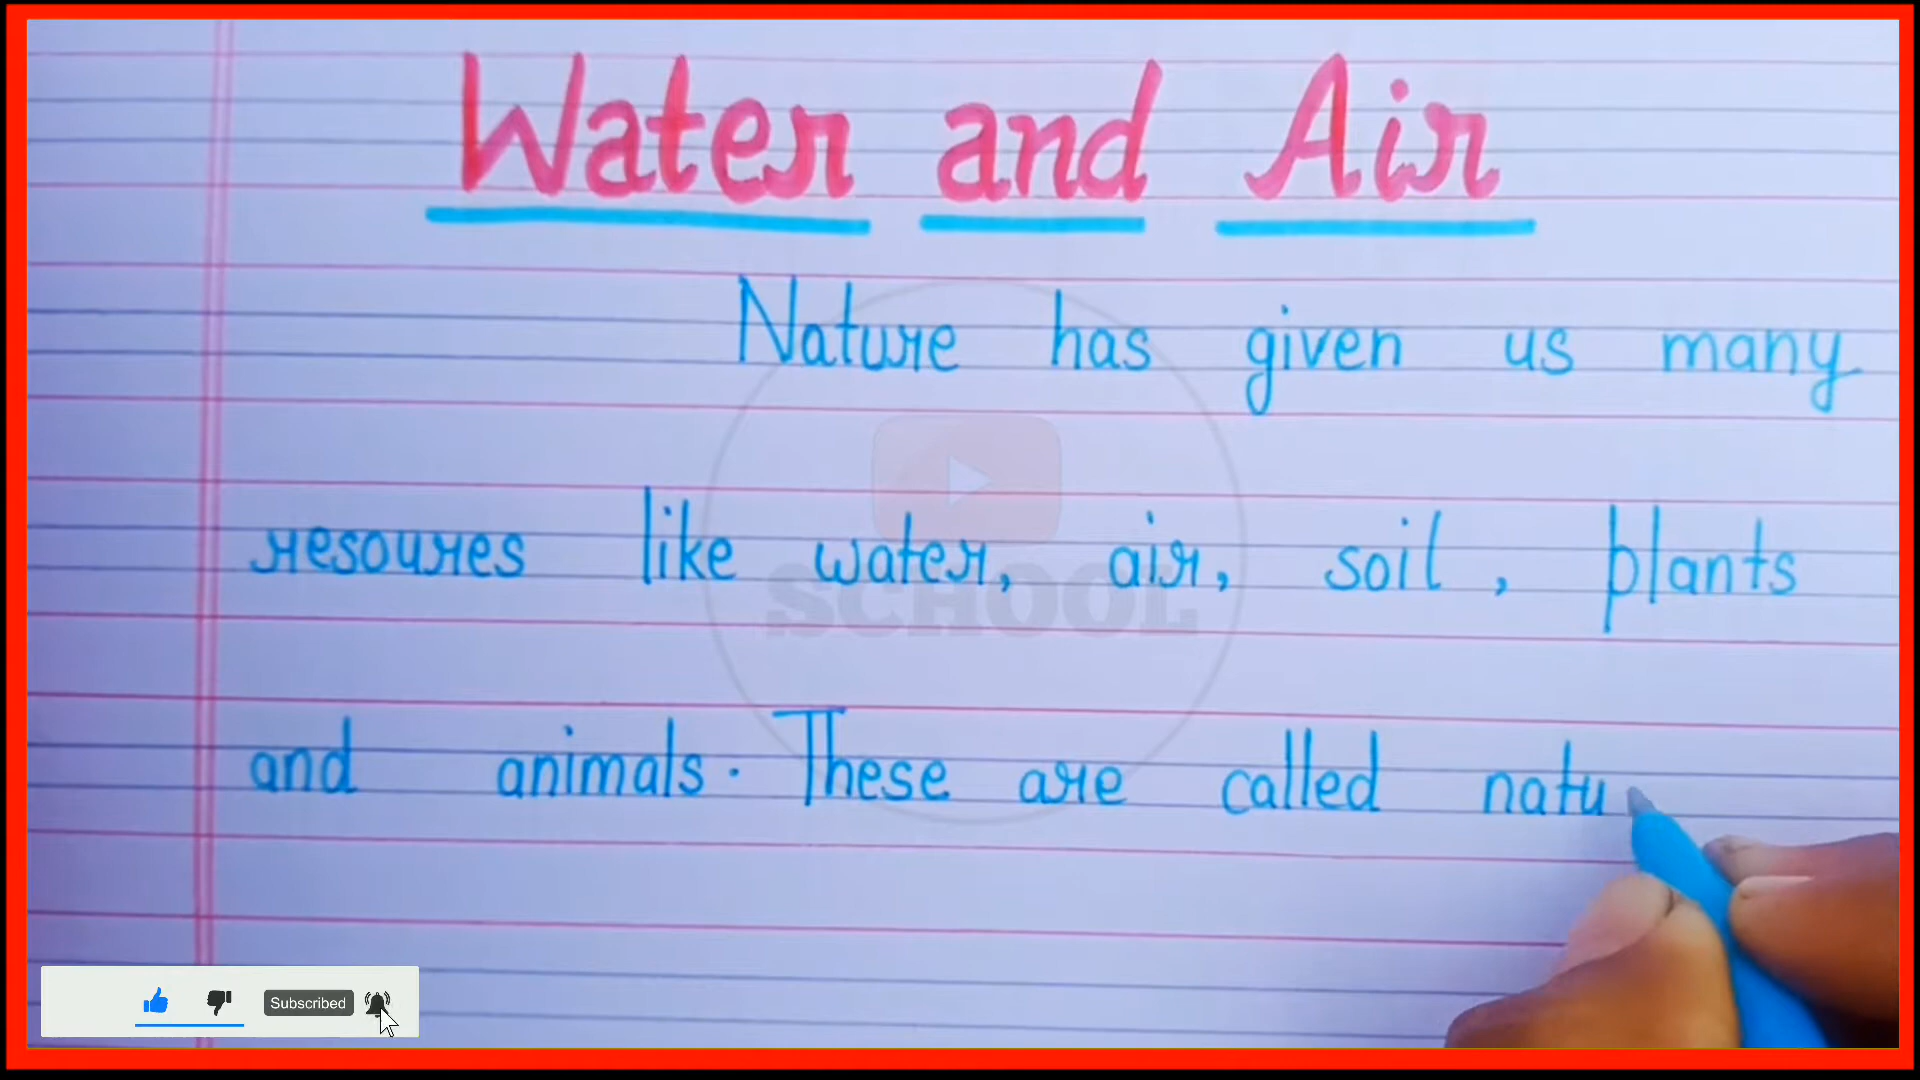 Water and Air
Nature has given us many
resoures like water, air, soil, plants
and animals. These are called natu
SCHOOL
Subscribed